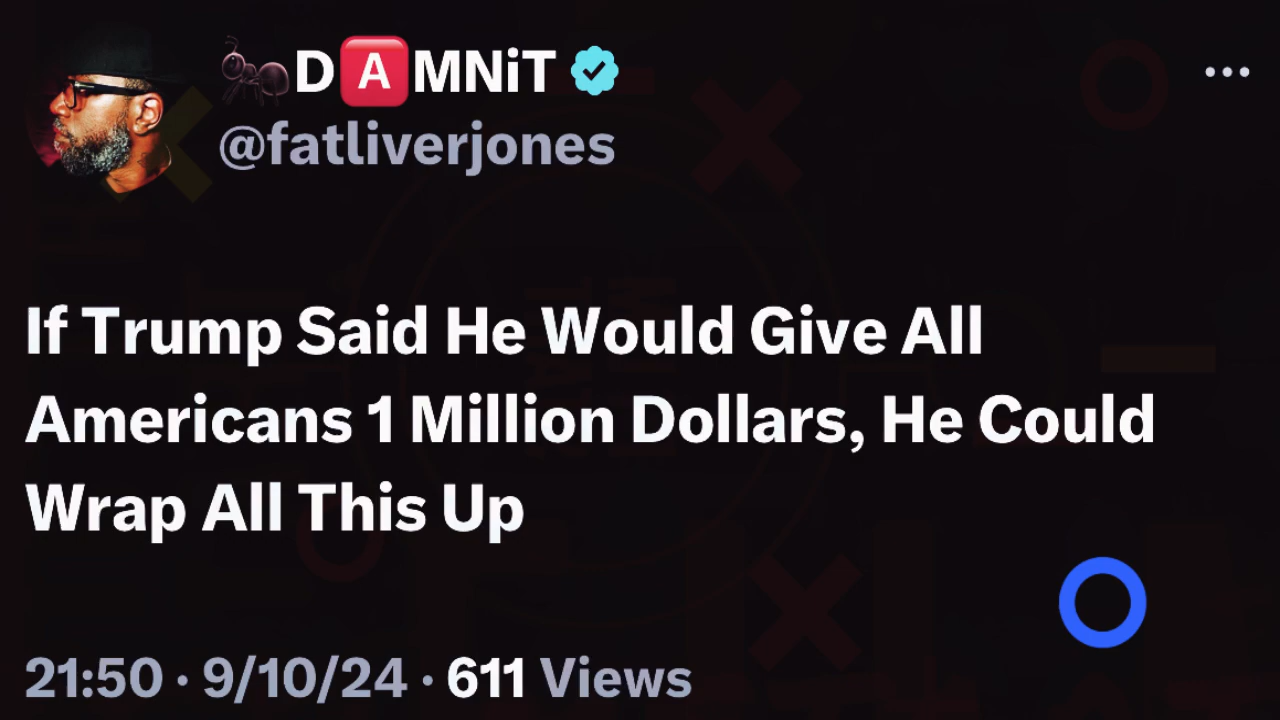 🐜D🅰️MNiT
@fatliverjones
If Trump Said He Would Give All
Americans 1 Million Dollars, He Could
Wrap All This Up
21:50 · 9/10/24 · 611 Views